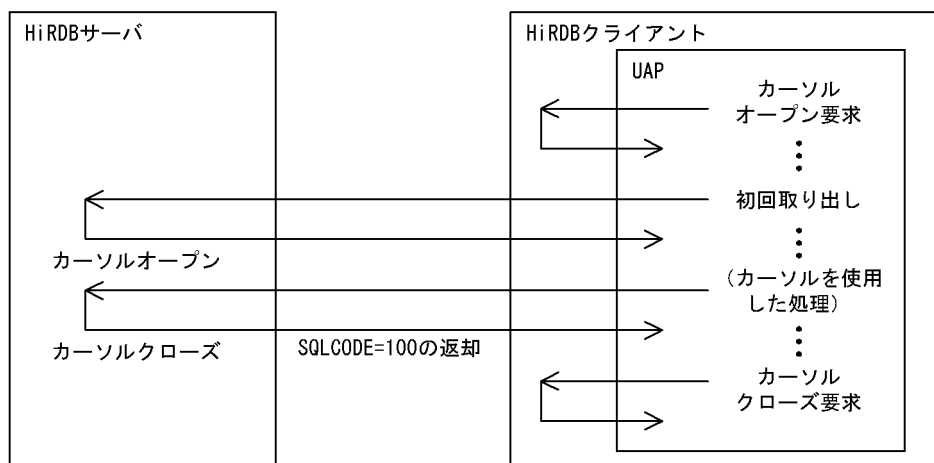 HiRDBサーバ
HiRDBクライアント
UAP
カーソル
オープン要求
初回取り出し
カーソルオープン
(カーソルを使用
した処理)
カーソルクローズ
SQLCODE=100の返却
カーソル
クローズ要求